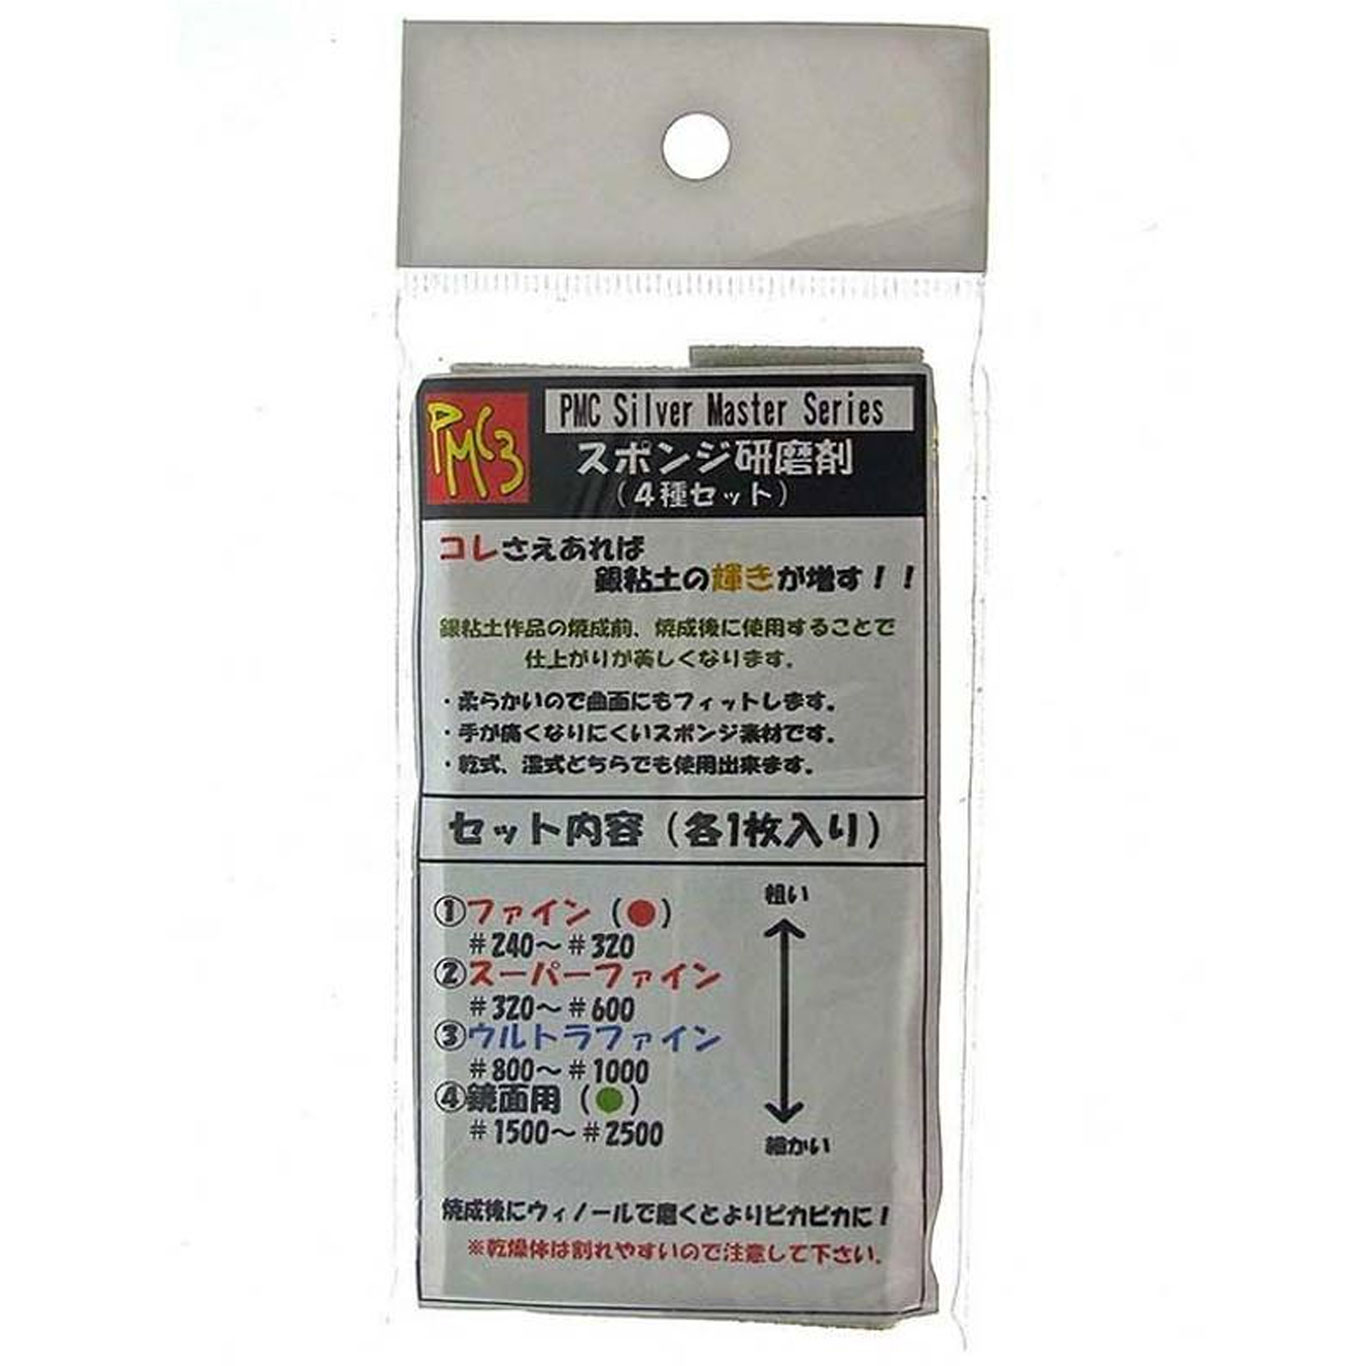 PMC3
PMC Silver Master Series
スポンジ研磨剤
(4種セット)
コレさえあれば
銀粘土の輝きが増す!!
銀粘土作品の焼成前、焼成後に使用することで
仕上がりが美しくなります。
・柔らかいので曲面にもフィットします。
・手が痛くなりにくいスポンジ素材です。
・乾式、湿式どちらでも使用出来ます。
セット内容(各1枚入り)
粗い
①ファイン(●)
#240～#320
②スーパーファイン
#320～#600
③ウルトラファイン
#800～#1000
④鏡面用(●)
#1500～#2500
細かい
焼成後にウィノールで磨くとよりピカピカに!
※乾燥体は割れやすいので注意して下さい。